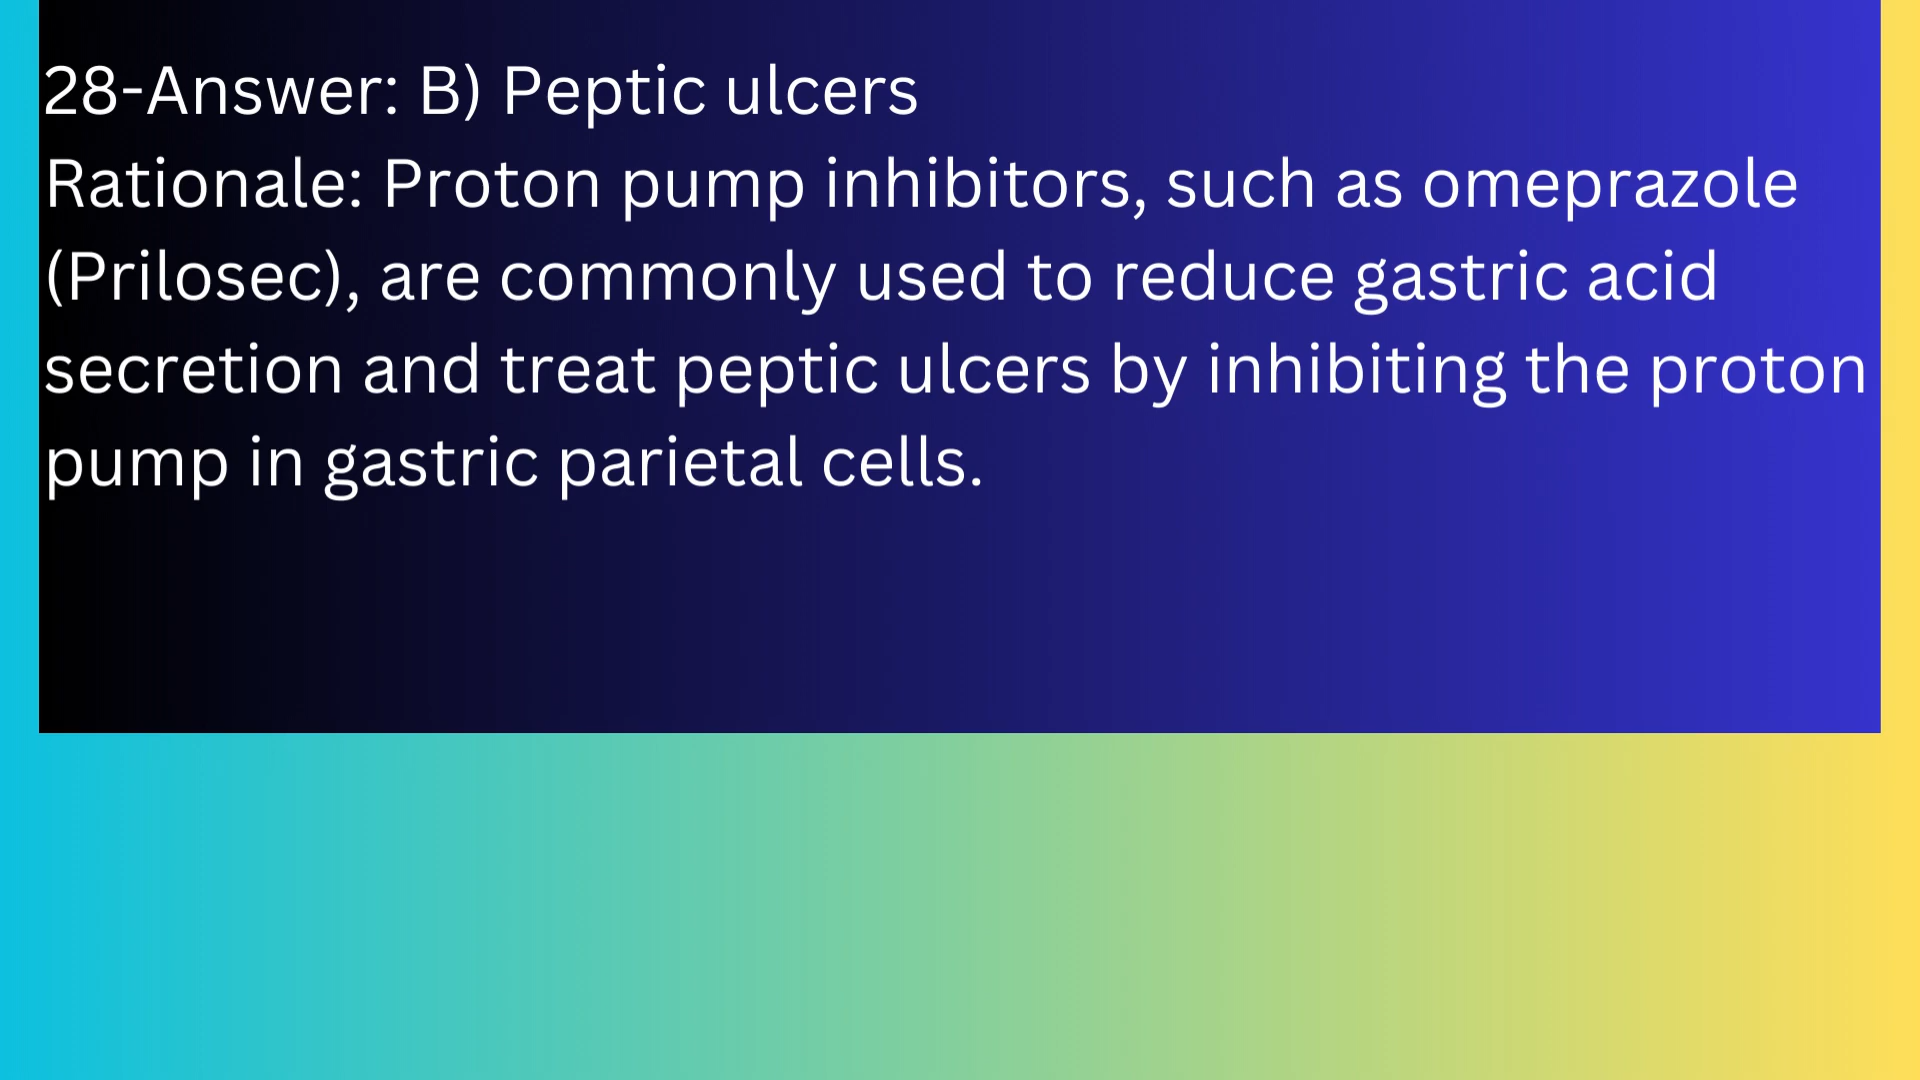 28-Answer: B) Peptic ulcers
Rationale: Proton pump inhibitors, such as omeprazole
(Prilosec), are commonly used to reduce gastric acid
secretion and treat peptic ulcers by inhibiting the proton
pump in gastric parietal cells.